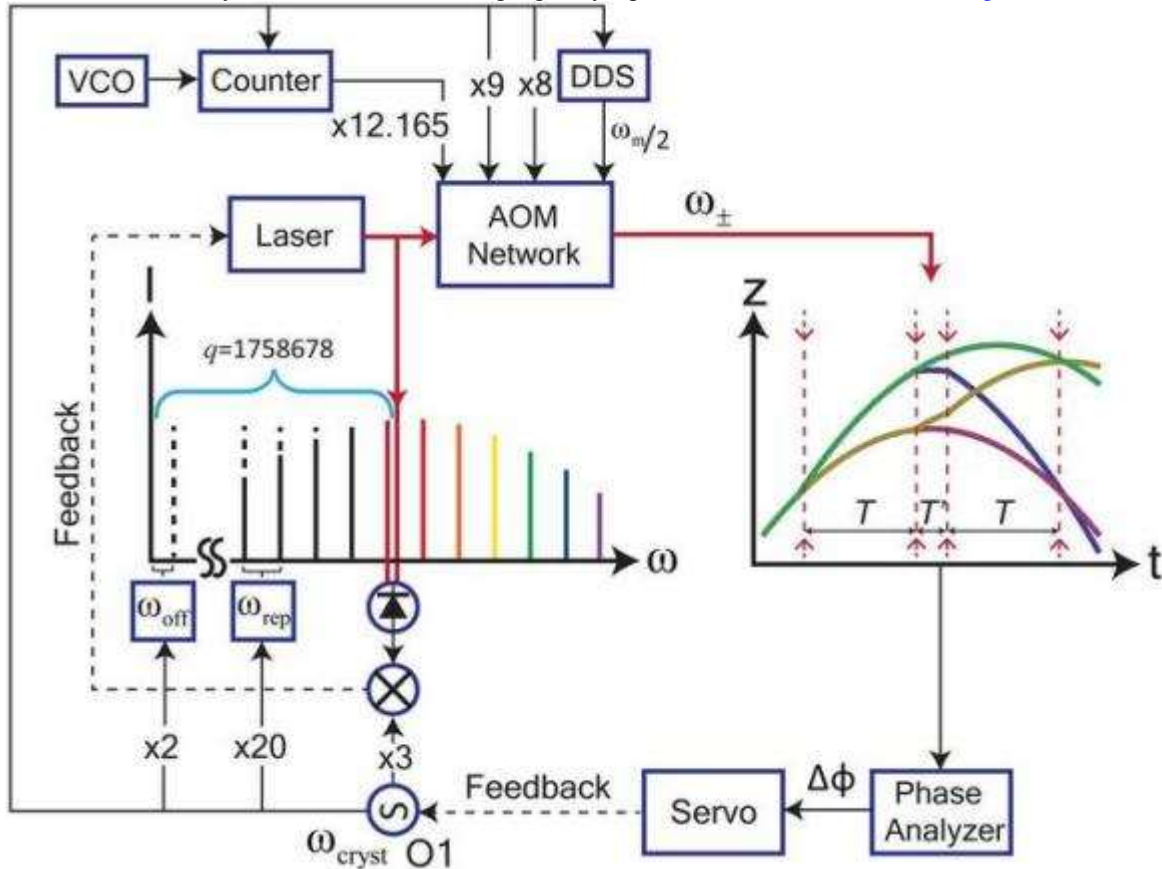 VCO
Counter
x9
x8
DDS
x12.165
ωm/2
Laser
AOM
Network
ω±
I
q=1758678
Feedback
ω
ωoff
ωrep
x2
x20
x3
ωcryst
S
O1
Z
T
T'
T
t
Feedback
Servo
Δϕ
Phase
Analyzer